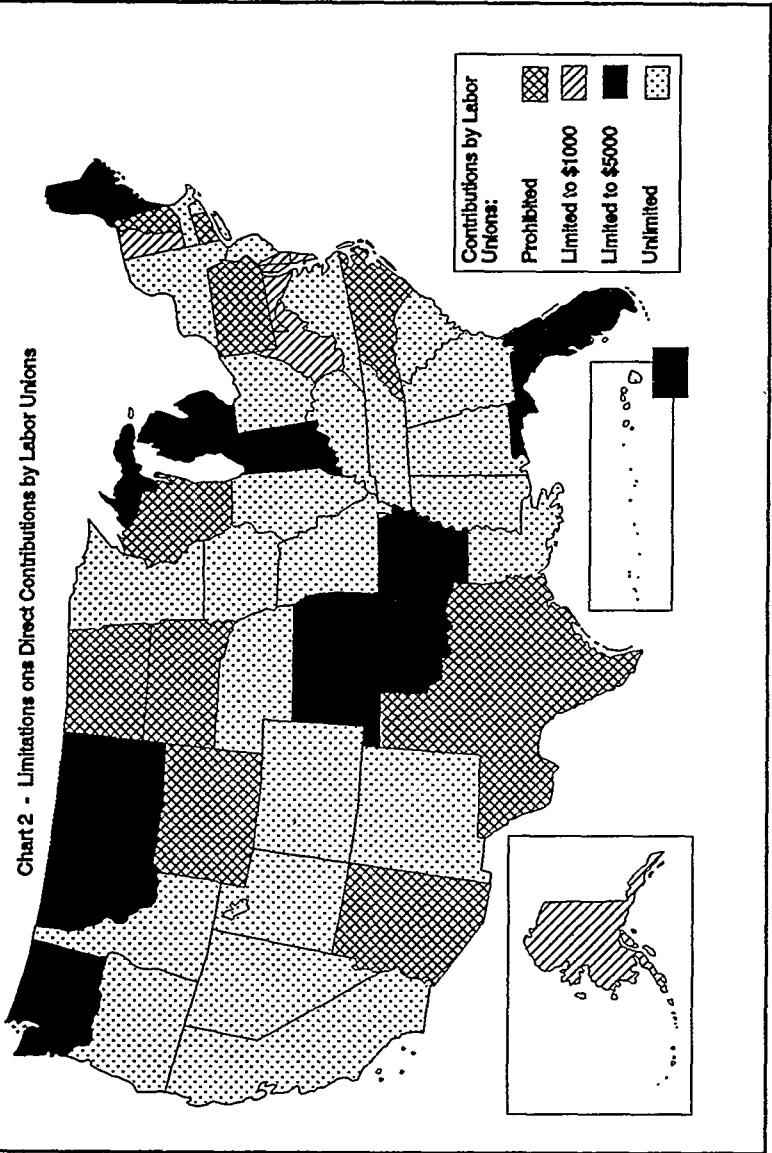 Chart 2 - Limitations ons Direct Contributions by Labor Unions
Contributions by Labor
Unions:
Prohibited
Limited to $1000
Limited to $5000
Unlimited